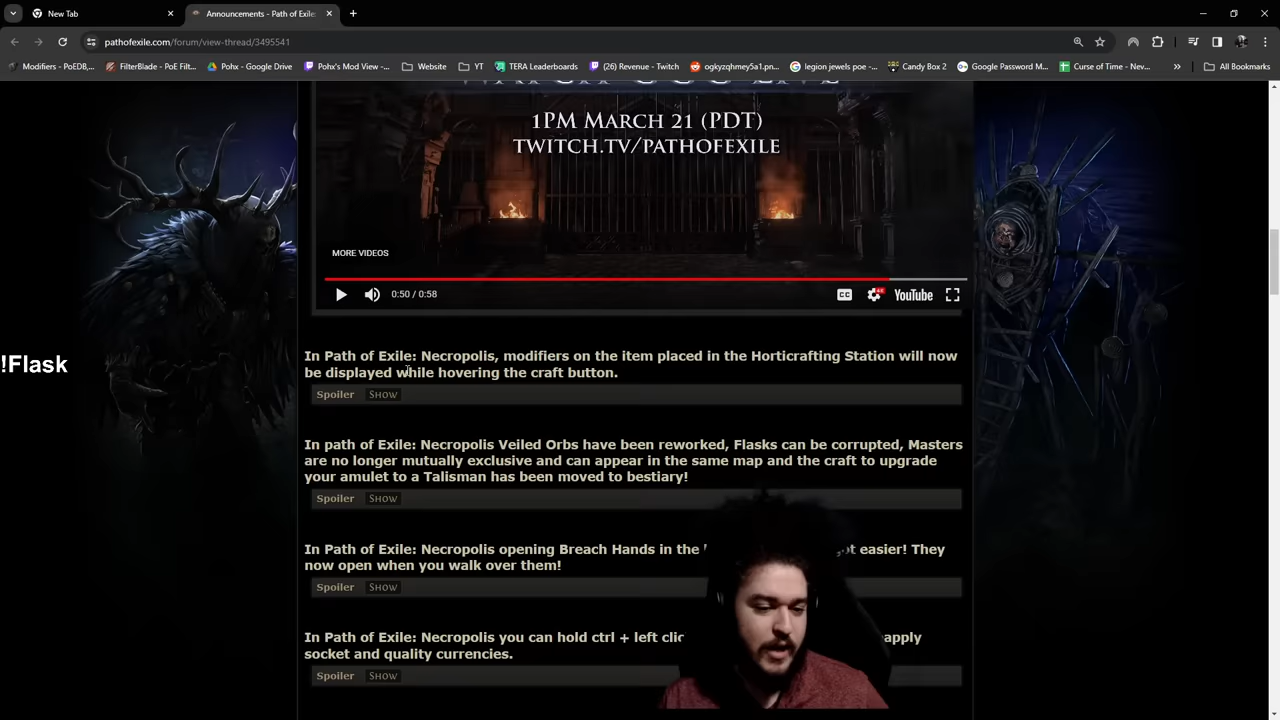 New Tab
Announcements - Path of Exile:
pathofexile.com/forum/view-thread/3495541
Modifiers - PoEDB,... FilterBlade - PoE Filt... Pohx - Google Drive Pohx's Mod View -... Website YT TERA Leaderboards (26) Revenue - Twitch ogkyzqhmey5a1.pn... legion jewels poe -... Candy Box 2 Google Password M... Curse of Time - Nev... » All Bookmarks
1PM MARCH 21 (PDT)
TWITCH.TV/PATHOFEXILE
MORE VIDEOS
0:50 / 0:58
CC
YouTube
In Path of Exile: Necropolis, modifiers on the item placed in the Horticrafting Station will now
be displayed while hovering the craft button.
Spoiler SHOW
!Flask
In path of Exile: Necropolis Veiled Orbs have been reworked, Flasks can be corrupted, Masters
are no longer mutually exclusive and can appear in the same map and the craft to upgrade
your amulet to a Talisman has been moved to bestiary!
Spoiler SHOW
In Path of Exile: Necropolis opening Breach Hands in the easier! They
now open when you walk over them!
Spoiler SHOW
In Path of Exile: Necropolis you can hold ctrl + left apply
socket and quality currencies.
Spoiler SHOW